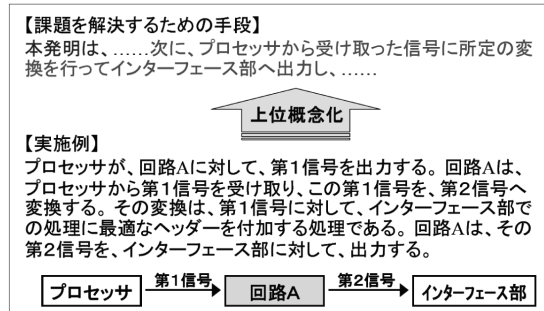 【課題を解決するための手段】
本発明は、……次に、プロセッサから受け取った信号に所定の変
換を行ってインターフェース部へ出力し、……
上位概念化
【実施例】
プロセッサが、回路Aに対して、第1信号を出力する。回路Aは、
プロセッサから第1信号を受け取り、この第1信号を、第2信号へ
変換する。その変換は、第1信号に対して、インターフェース部で
の処理に最適なヘッダーを付加する処理である。回路Aは、その
第2信号を、インターフェース部に対して、出力する。
プロセッサ 第1信号 回路A 第2信号 インターフェース部